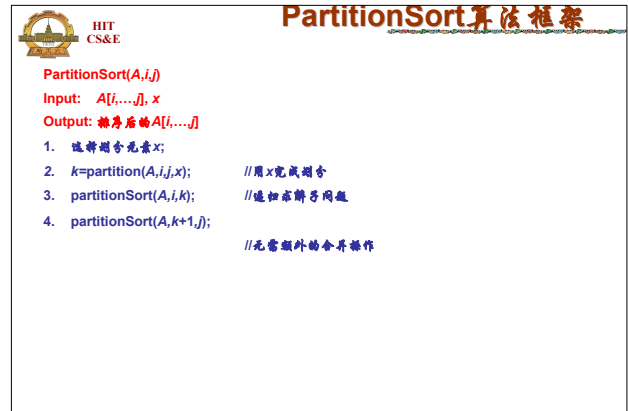 HIT
CS&E
PartitionSort算法框架
PartitionSort(A,i,j)
Input: A[i,…,j], x
Output: 排序后的A[i,…,j]
1. 选择划分元素x;
2. k=partition(A,i,j,x); //用x完成划分
3. partitionSort(A,i,k); //递归求解子问题
4. partitionSort(A,k+1,j);
//无需额外的合并操作